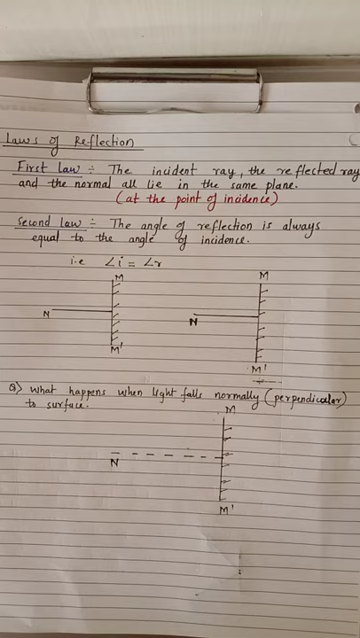 Laws of Reflection
First Law :- The incident ray, the reflected ray
and the normal all lie in the same plane.
(at the point of incidence)
Second Law :- The angle of reflection is always
equal to the angle of incidence.
i.e ∠i = ∠r
M M
N N
M' M'
Q) What happens when light falls normally (perpendicular)
to surface.
M
N
M'